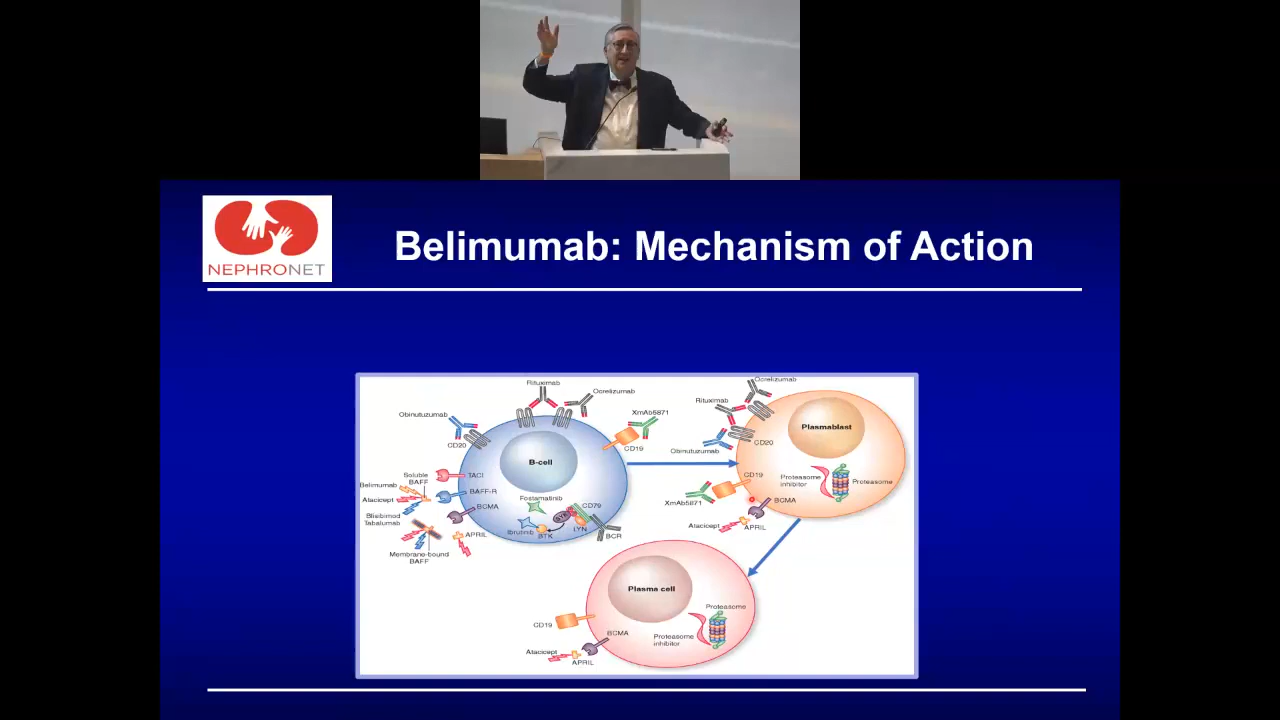 NEPHRONET
Belimumab: Mechanism of Action
Rituximab
Ocrelizumab
Obinutuzumab
XmAb5871
CD20
CD19
B-cell
Soluble
BAFF
TACI
Belimumab
BAFF-R
Atacicept
BCMA
Blisibimod
Tabalumab
APRIL
Membrane-bound
BAFF
Fostamatinib
CD79
LYN
Ibrutinib
BTK
BCR
Ocrelizumab
Rituximab
Plasmablast
CD20
Obinutuzumab
CD19
Proteasome
inhibitor
Proteasome
XmAb5871
BCMA
Atacicept
APRIL
Plasma cell
Proteasome
CD19
BCMA
Proteasome
inhibitor
Atacicept
APRIL